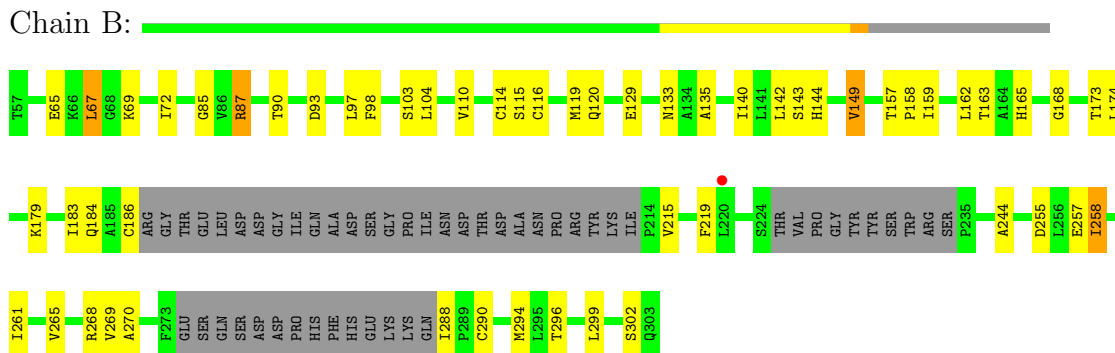 Chain B:
T57 E65 K66 L67 G68 K69 I72 G85 V86 R87 T90 D93 L97 F98 S103 L104 V110 C114 S115 C116 M119 Q120 E129 N133 A134 A135 I140 L141 L142 S143 H144 V149 T157 P158 I159 L162 T163 A164 H165 G168 T173 L174
K179 I183 Q184 A185 C186 ARG GLY THR GLU LEU ASP ASP GLY ILE GLN ALA ASP SER GLY PRO ILE ASN ASP THR ASP ALA ASN PRO ARG TYR LYS ILE P214 V215 F219 L220 S224 THR VAL PRO GLY TYR TYR SER TRP ARG SER P235 A244 D255 L256 E257 I258
I261 V265 R268 V269 A270 F273 GLU SER GLN SER ASP ASP PRO HIS PHE HIS GLU LYS LYS GLN I288 P289 C290 M294 L295 T296 L299 S302 Q303